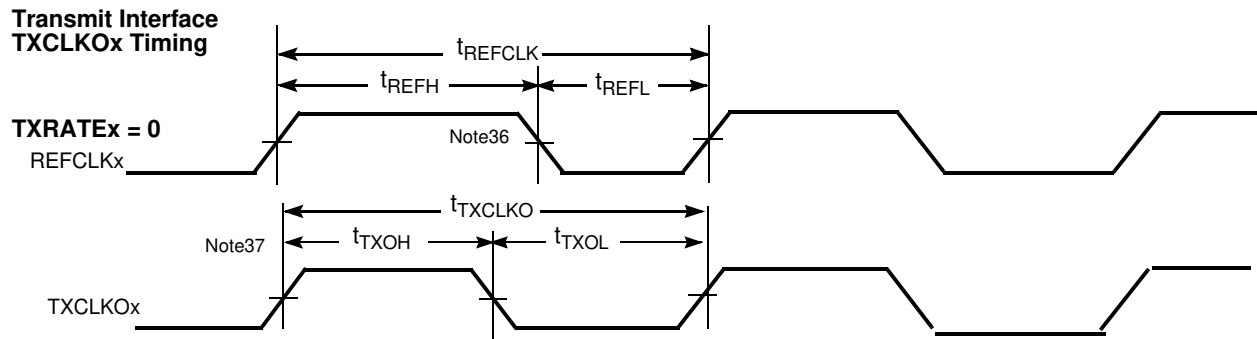 Transmit Interface
TXCLKOx Timing
tREFCLK
tREFH
tREFL
TXRATEx = 0
Note36
REFCLKx
tTXCLKO
Note37
tTXOH
tTXOL
TXCLKOx